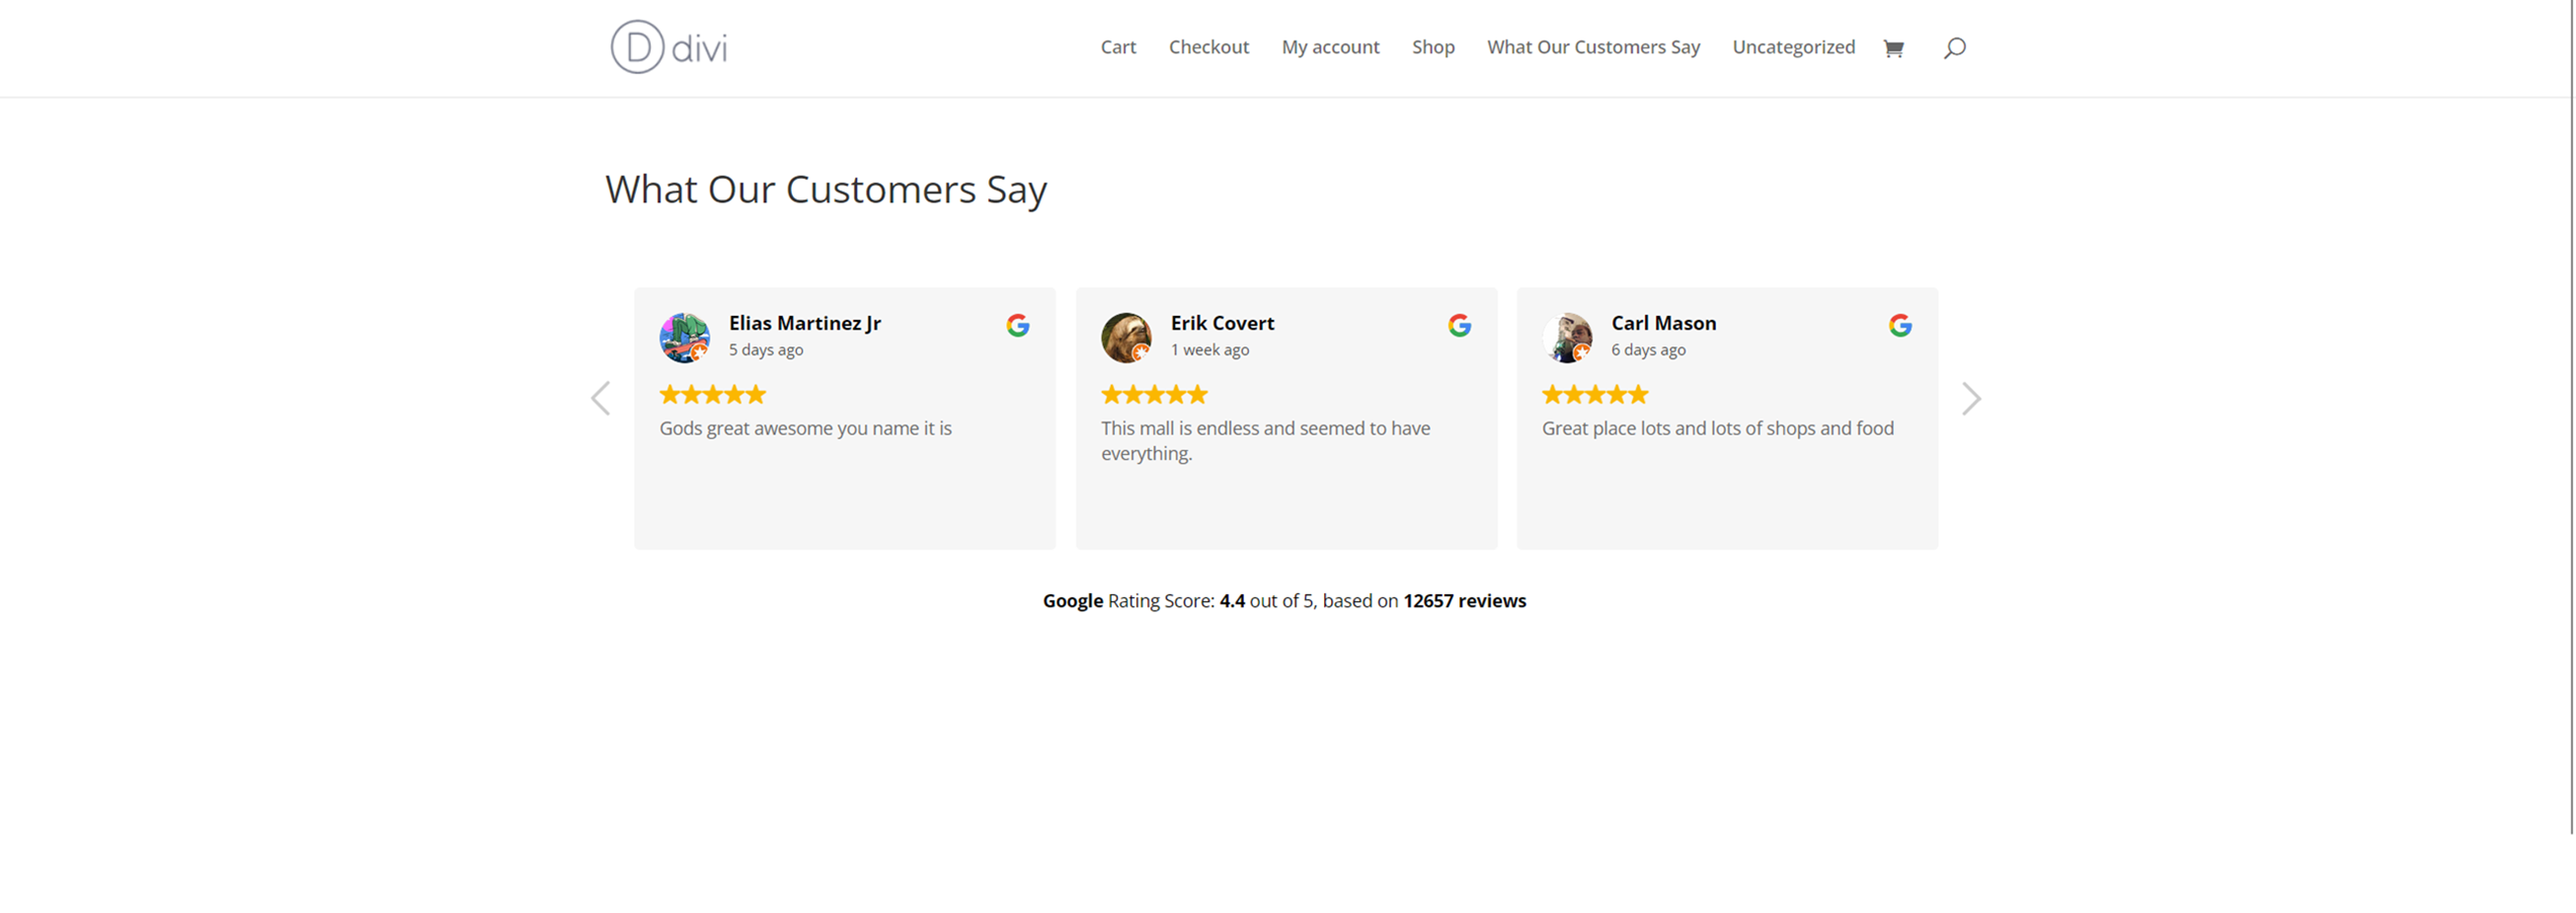 D divi
Cart Checkout My account Shop What Our Customers Say Uncategorized
What Our Customers Say
Elias Martinez Jr
5 days ago
Gods great awesome you name it is
Erik Covert
1 week ago
This mall is endless and seemed to have
everything.
Carl Mason
6 days ago
Great place lots and lots of shops and food
Google Rating Score: 4.4 out of 5, based on 12657 reviews